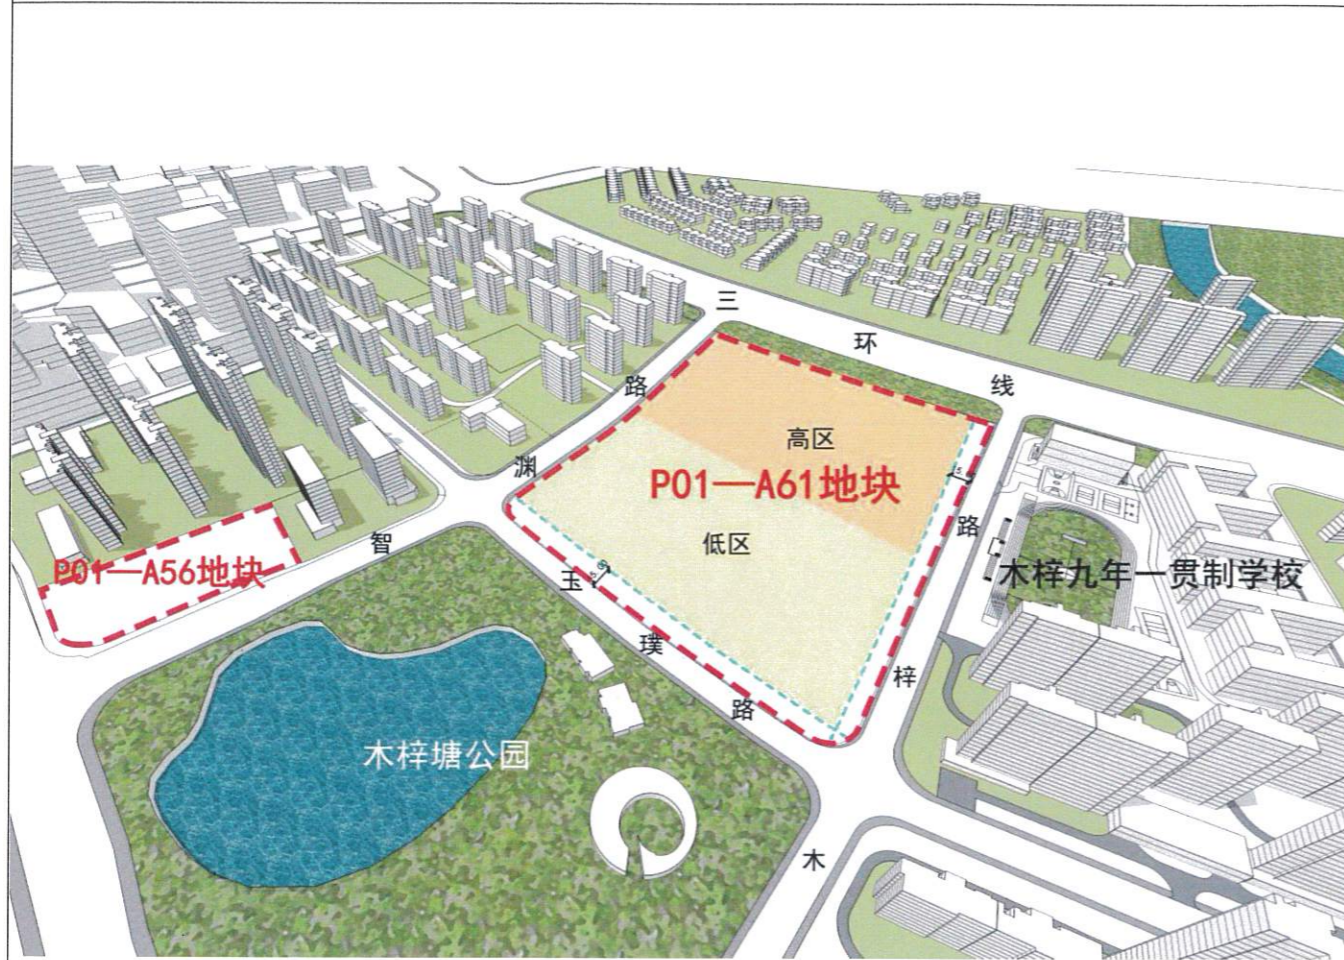 三环线
高区
P01—A61地块
低区
智渊路
P01—A56地块
玉璞路
木梓路
木梓九年一贯制学校
木梓塘公园